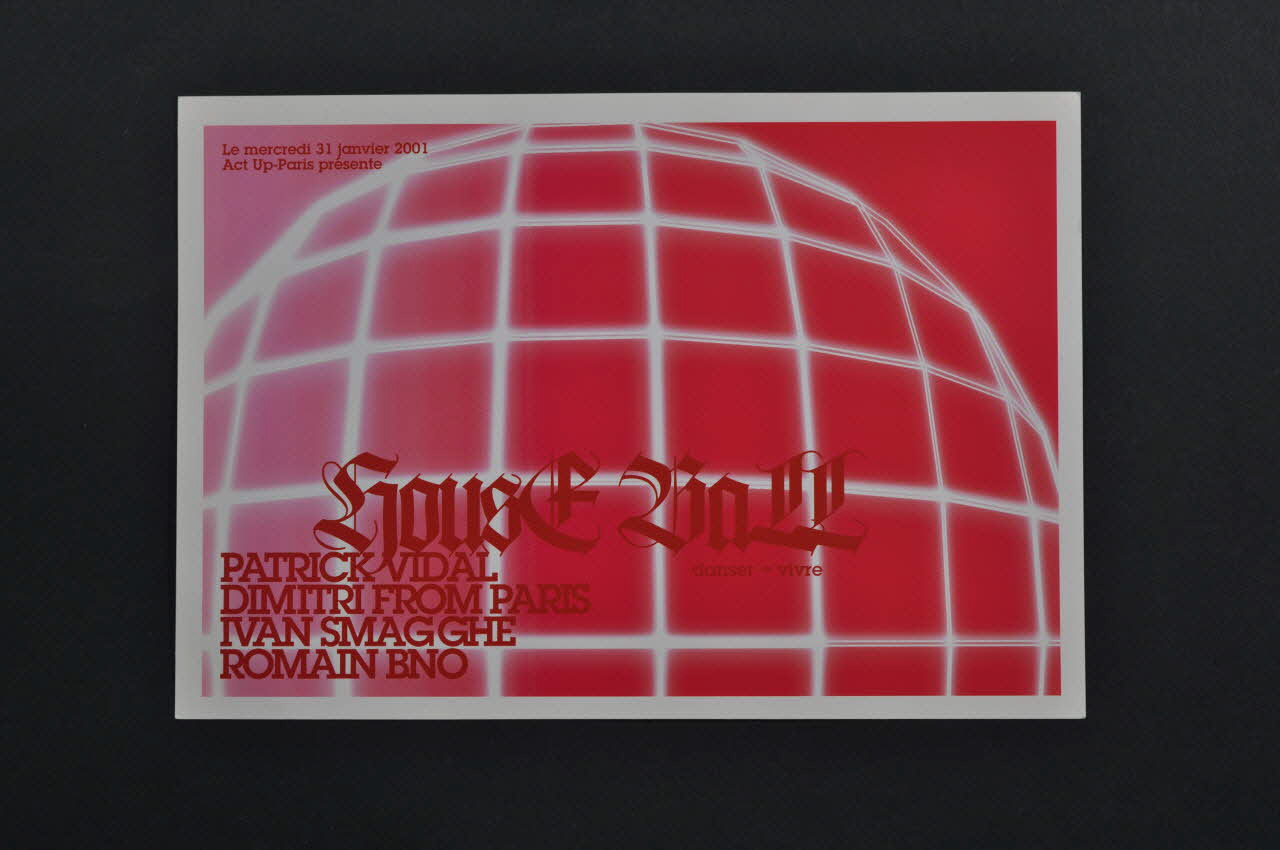 Le mercredi 31 janvier 2001
Act Up-Paris présente
HousE BaLL
danser = vivre
PATRICK VIDAL
DIMITRI FROM PARIS
IVAN SMAGGHE
ROMAIN BNO